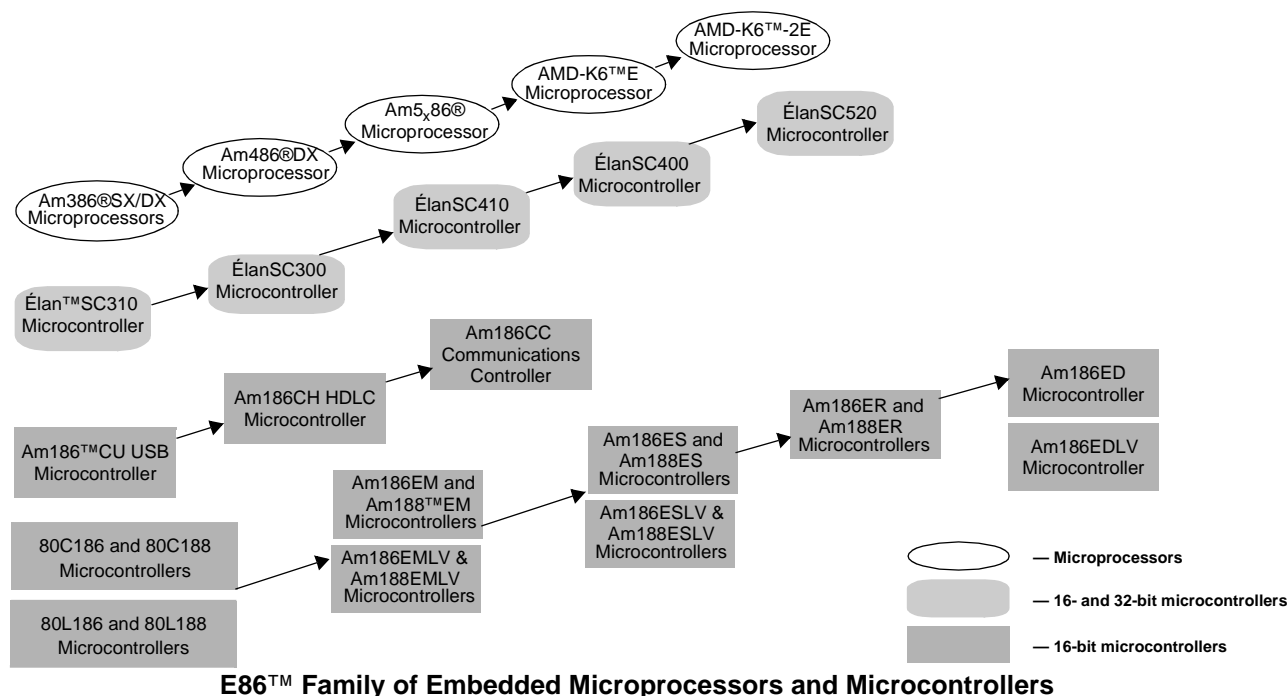 AMD-K6™-2E
Microprocessor
AMD-K6™E
Microprocessor
Am5x86®
Microprocessor
Am486®DX
Microprocessor
Am386®SX/DX
Microprocessors
ÉlanSC520
Microcontroller
ÉlanSC400
Microcontroller
ÉlanSC410
Microcontroller
ÉlanSC300
Microcontroller
Élan™SC310
Microcontroller
Am186CC
Communications
Controller
Am186CH HDLC
Microcontroller
Am186™CU USB
Microcontroller
Am186ED
Microcontroller
Am186EDLV
Microcontroller
Am186ER and
Am188ER
Microcontrollers
Am186ES and
Am188ES
Microcontrollers
Am186ESLV &
Am188ESLV
Microcontrollers
Am186EM and
Am188™EM
Microcontrollers
Am186EMLV &
Am188EMLV
Microcontrollers
80C186 and 80C188
Microcontrollers
80L186 and 80L188
Microcontrollers
— Microprocessors
— 16- and 32-bit microcontrollers
— 16-bit microcontrollers
E86™ Family of Embedded Microprocessors and Microcontrollers